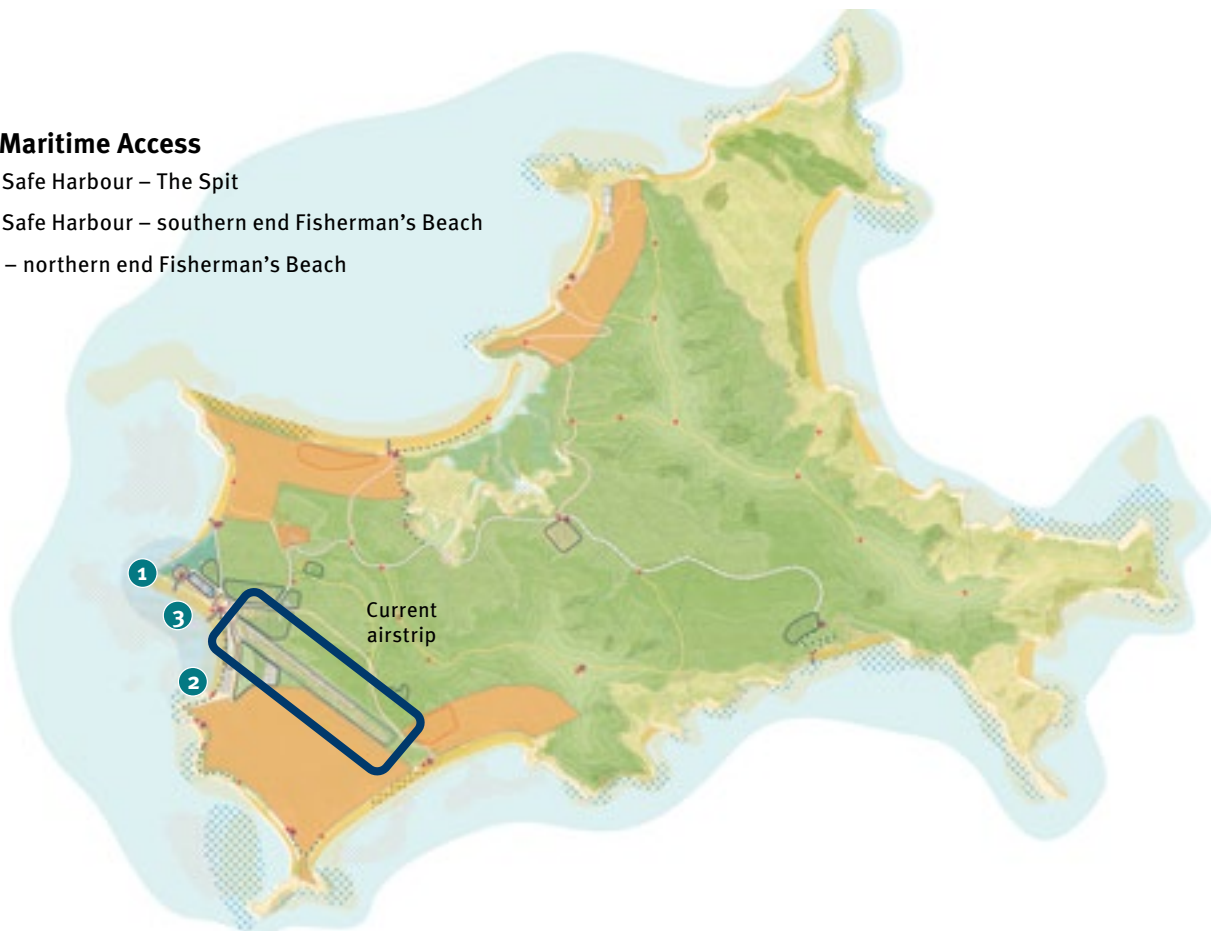 Maritime Access
Safe Harbour – The Spit
Safe Harbour – southern end Fisherman's Beach
– northern end Fisherman's Beach
1
3
Current
airstrip
2